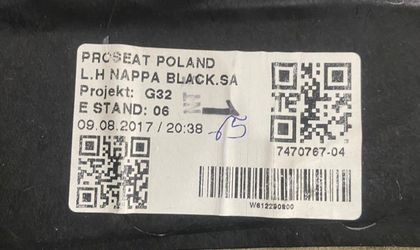 PROSEAT POLAND
L.H NAPPA BLACK.SA
Projekt: G32
E STAND: 06
09.08.2017 / 20:38
7470767-04
W612290800